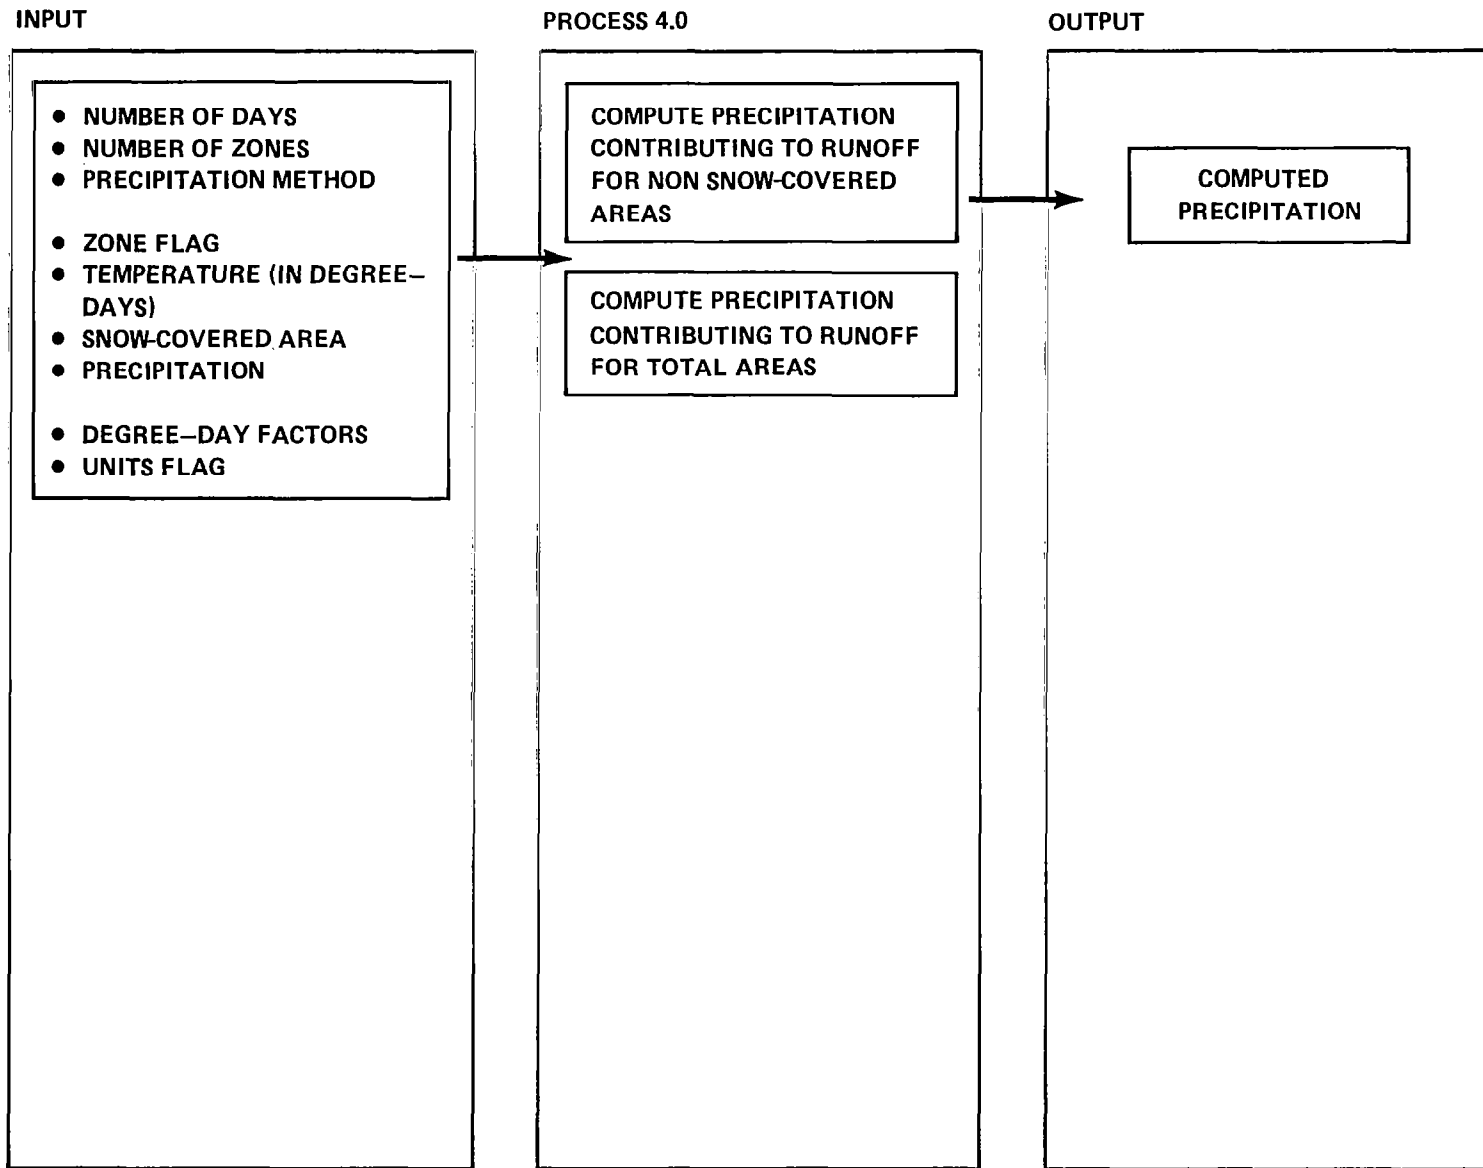 INPUT
● NUMBER OF DAYS
● NUMBER OF ZONES
● PRECIPITATION METHOD
● ZONE FLAG
● TEMPERATURE (IN DEGREE–
DAYS)
● SNOW-COVERED AREA
● PRECIPITATION
● DEGREE–DAY FACTORS
● UNITS FLAG
PROCESS 4.0
COMPUTE PRECIPITATION
CONTRIBUTING TO RUNOFF
FOR NON SNOW-COVERED
AREAS
COMPUTE PRECIPITATION
CONTRIBUTING TO RUNOFF
FOR TOTAL AREAS
OUTPUT
COMPUTED
PRECIPITATION